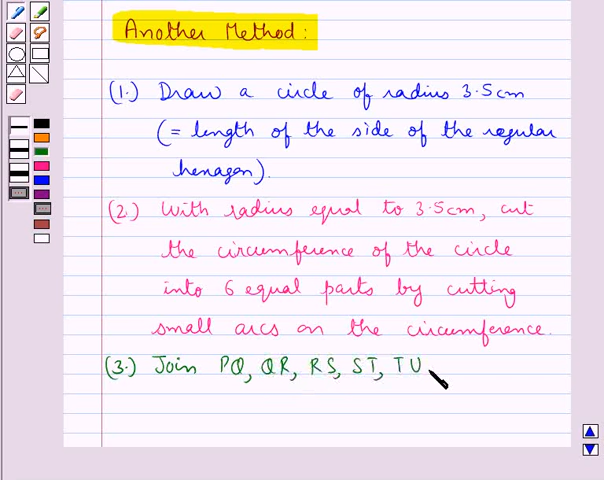 Another Method:
(1.) Draw a circle of radius 3.5cm
(= length of the side of the regular
hexagon).
(2.) With radius equal to 3.5cm, cut
the circumference of the circle
into 6 equal parts by cutting
small arcs on the circumference.
(3.) Join PQ, QR, RS, ST, TU